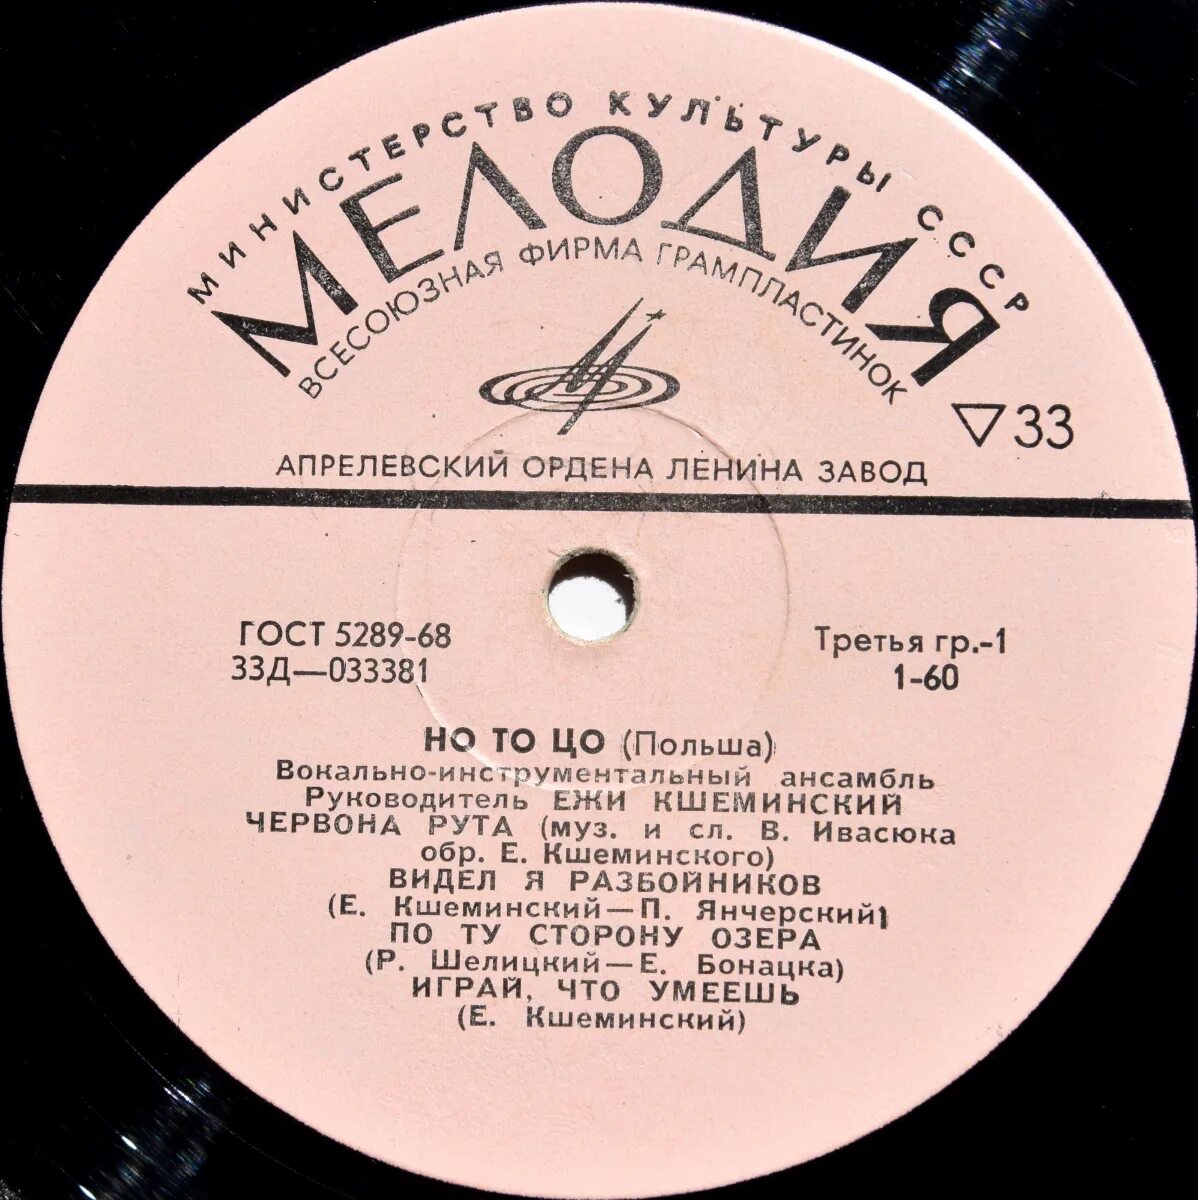 МИНИСТЕРСТВО КУЛЬТУРЫ СССР
МЕЛОДИЯ
ВСЕСОЮЗНАЯ ФИРМА ГРАМПЛАСТИНОК
▽33
АПРЕЛЕВСКИЙ ОРДЕНА ЛЕНИНА ЗАВОД
ГОСТ 5289-68
Третья гр.-1
33Д—033381
1-60
НО ТО ЦО (Польша)
Вокально-инструментальный ансамбль
Руководитель ЕЖИ КШЕМИНСКИЙ
ЧЕРВОНА РУТА (муз. и сл. В. Ивасюка
обр. Е. Кшеминского)
ВИДЕЛ Я РАЗБОЙНИКОВ
(Е. Кшеминский—П. Янчерский)
ПО ТУ СТОРОНУ ОЗЕРА
(Р. Шелицкий—Е. Бонацка)
ИГРАЙ, ЧТО УМЕЕШЬ
(Е. Кшеминский)